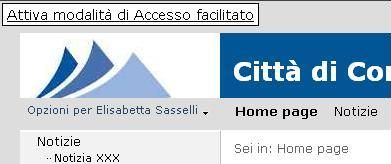 Attiva modalità di Accesso facilitato
Città di
Opzioni per Elisabetta Sasselli
Home page Notizie
Notizie
Notizia XXX
Sei in: Home page